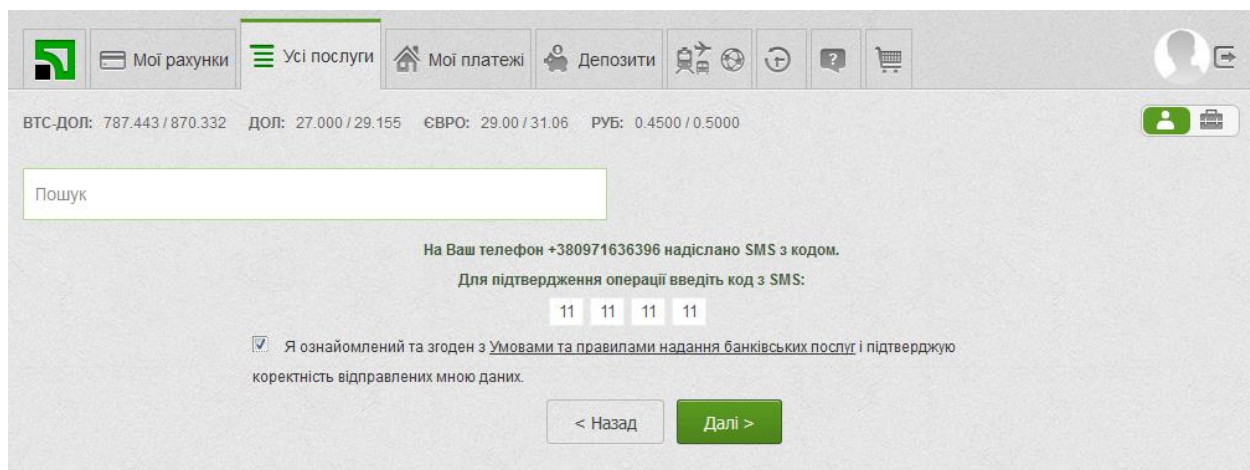 Мої рахунки Усі послуги Мої платежі Депозити
BTC-ДОЛ: 787.443 / 870.332 ДОЛ: 27.000 / 29.155 ЄВРО: 29.00 / 31.06 РУБ: 0.4500 / 0.5000
Пошук
На Ваш телефон +380971636396 надіслано SMS з кодом.
Для підтвердження операції введіть код з SMS:
11 11 11 11
Я ознайомлений та згоден з Умовами та правилами надання банківських послуг і підтверджую
коректність відправлених мною даних.
< Назад Далі >